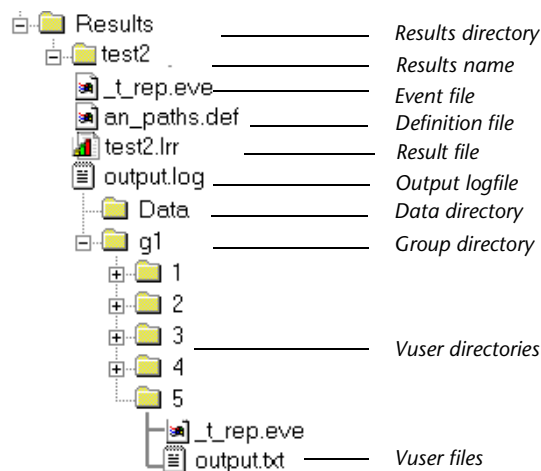 Results Results directory
test2 Results name
_t_rep.eve Event file
an_paths.def Definition file
test2.lrr Result file
output.log Output logfile
Data Data directory
g1 Group directory
1
2
3 Vuser directories
4
5
_t_rep.eve
output.txt Vuser files